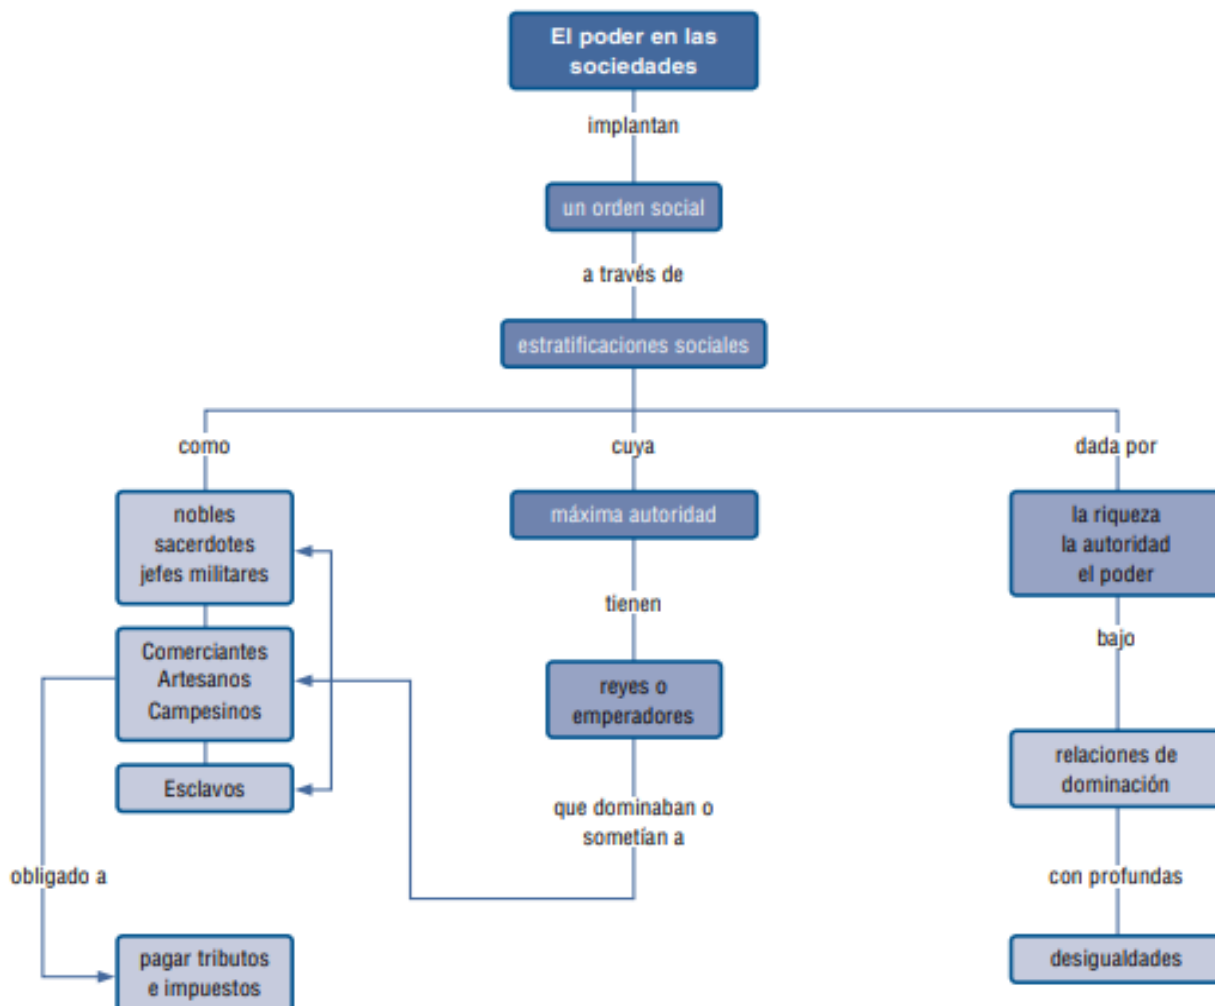 El poder en las
sociedades
implantan
un orden social
a través de
estratificaciones sociales
como
cuya
dada por
nobles
sacerdotes
jefes militares
máxima autoridad
la riqueza
la autoridad
el poder
tienen
bajo
Comerciantes
Artesanos
Campesinos
reyes o
emperadores
relaciones de
dominación
Esclavos
que dominaban o
sometían a
obligado a
con profundas
pagar tributos
e impuestos
desigualdades